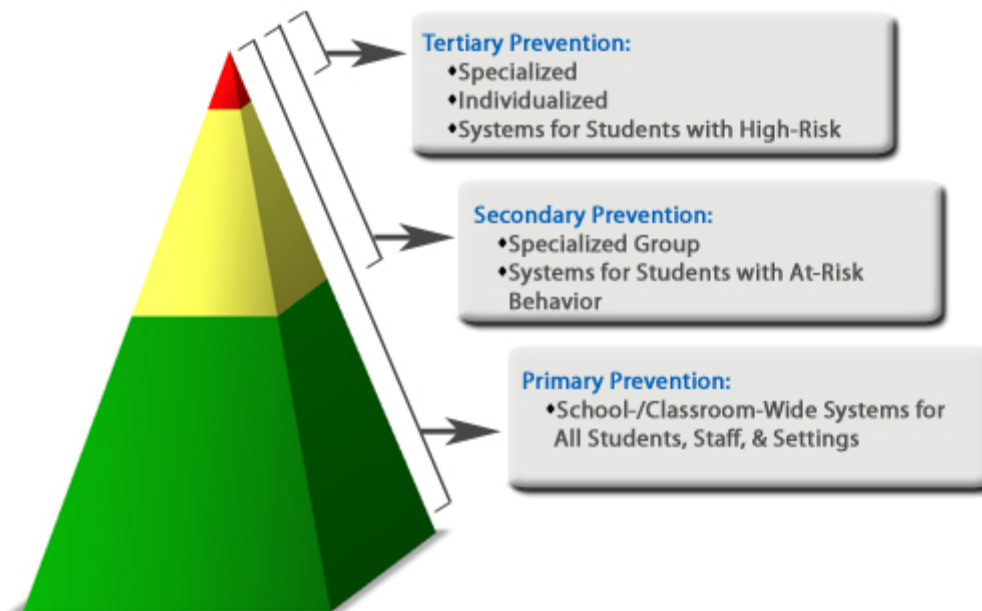 Tertiary Prevention:
♦Specialized
♦Individualized
♦Systems for Students with High-Risk
Secondary Prevention:
♦Specialized Group
♦Systems for Students with At-Risk
Behavior
Primary Prevention:
♦School-/Classroom-Wide Systems for
All Students, Staff, & Settings